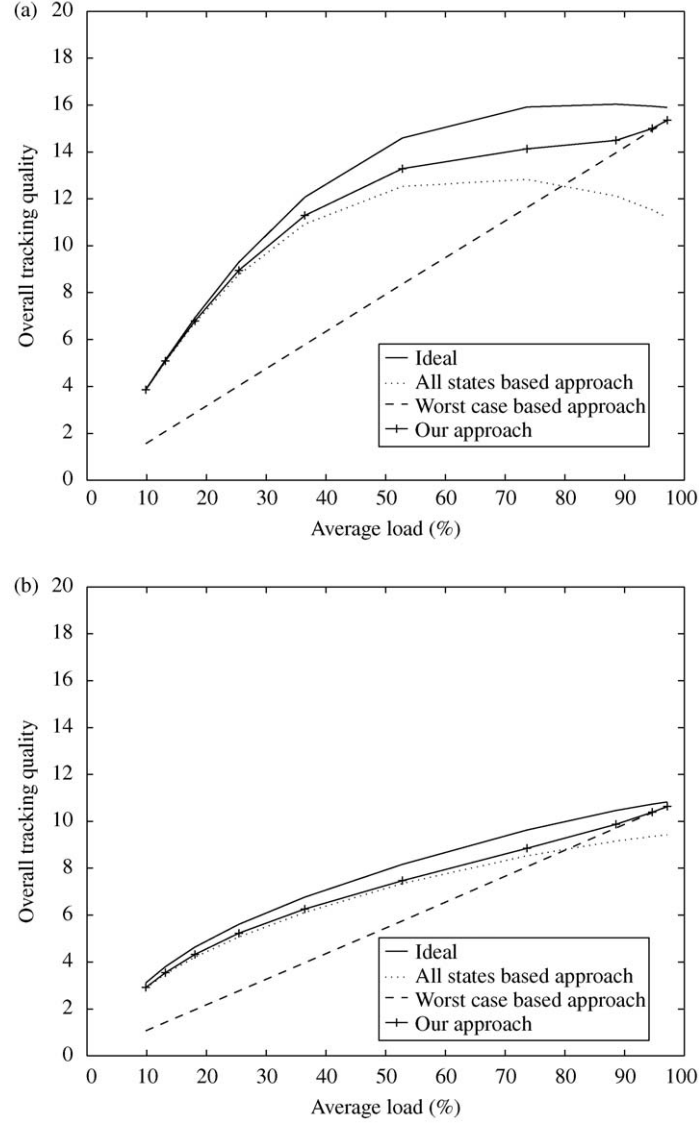 (a)
20
18
16
14
12
10
8
6
4
2
0
Overall tracking quality
Ideal
All states based approach
Worst case based approach
Our approach
0 10 20 30 40 50 60 70 80 90 100
Average load (%)
(b)
20
18
16
14
12
10
8
6
4
2
0
Overall tracking quality
Ideal
All states based approach
Worst case based approach
Our approach
0 10 20 30 40 50 60 70 80 90 100
Average load (%)